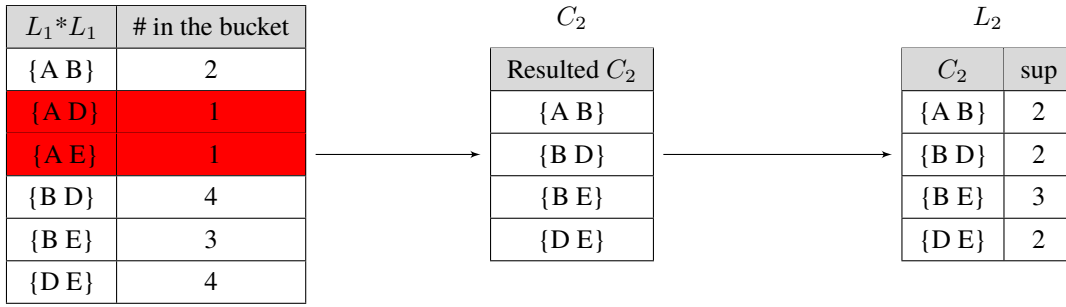 L₁*L₁ # in the bucket
{A B} 2
{A D} 1
{A E} 1
{B D} 4
{B E} 3
{D E} 4
C₂
Resulted C₂
{A B}
{B D}
{B E}
{D E}
L₂
C₂ sup
{A B} 2
{B D} 2
{B E} 3
{D E} 2